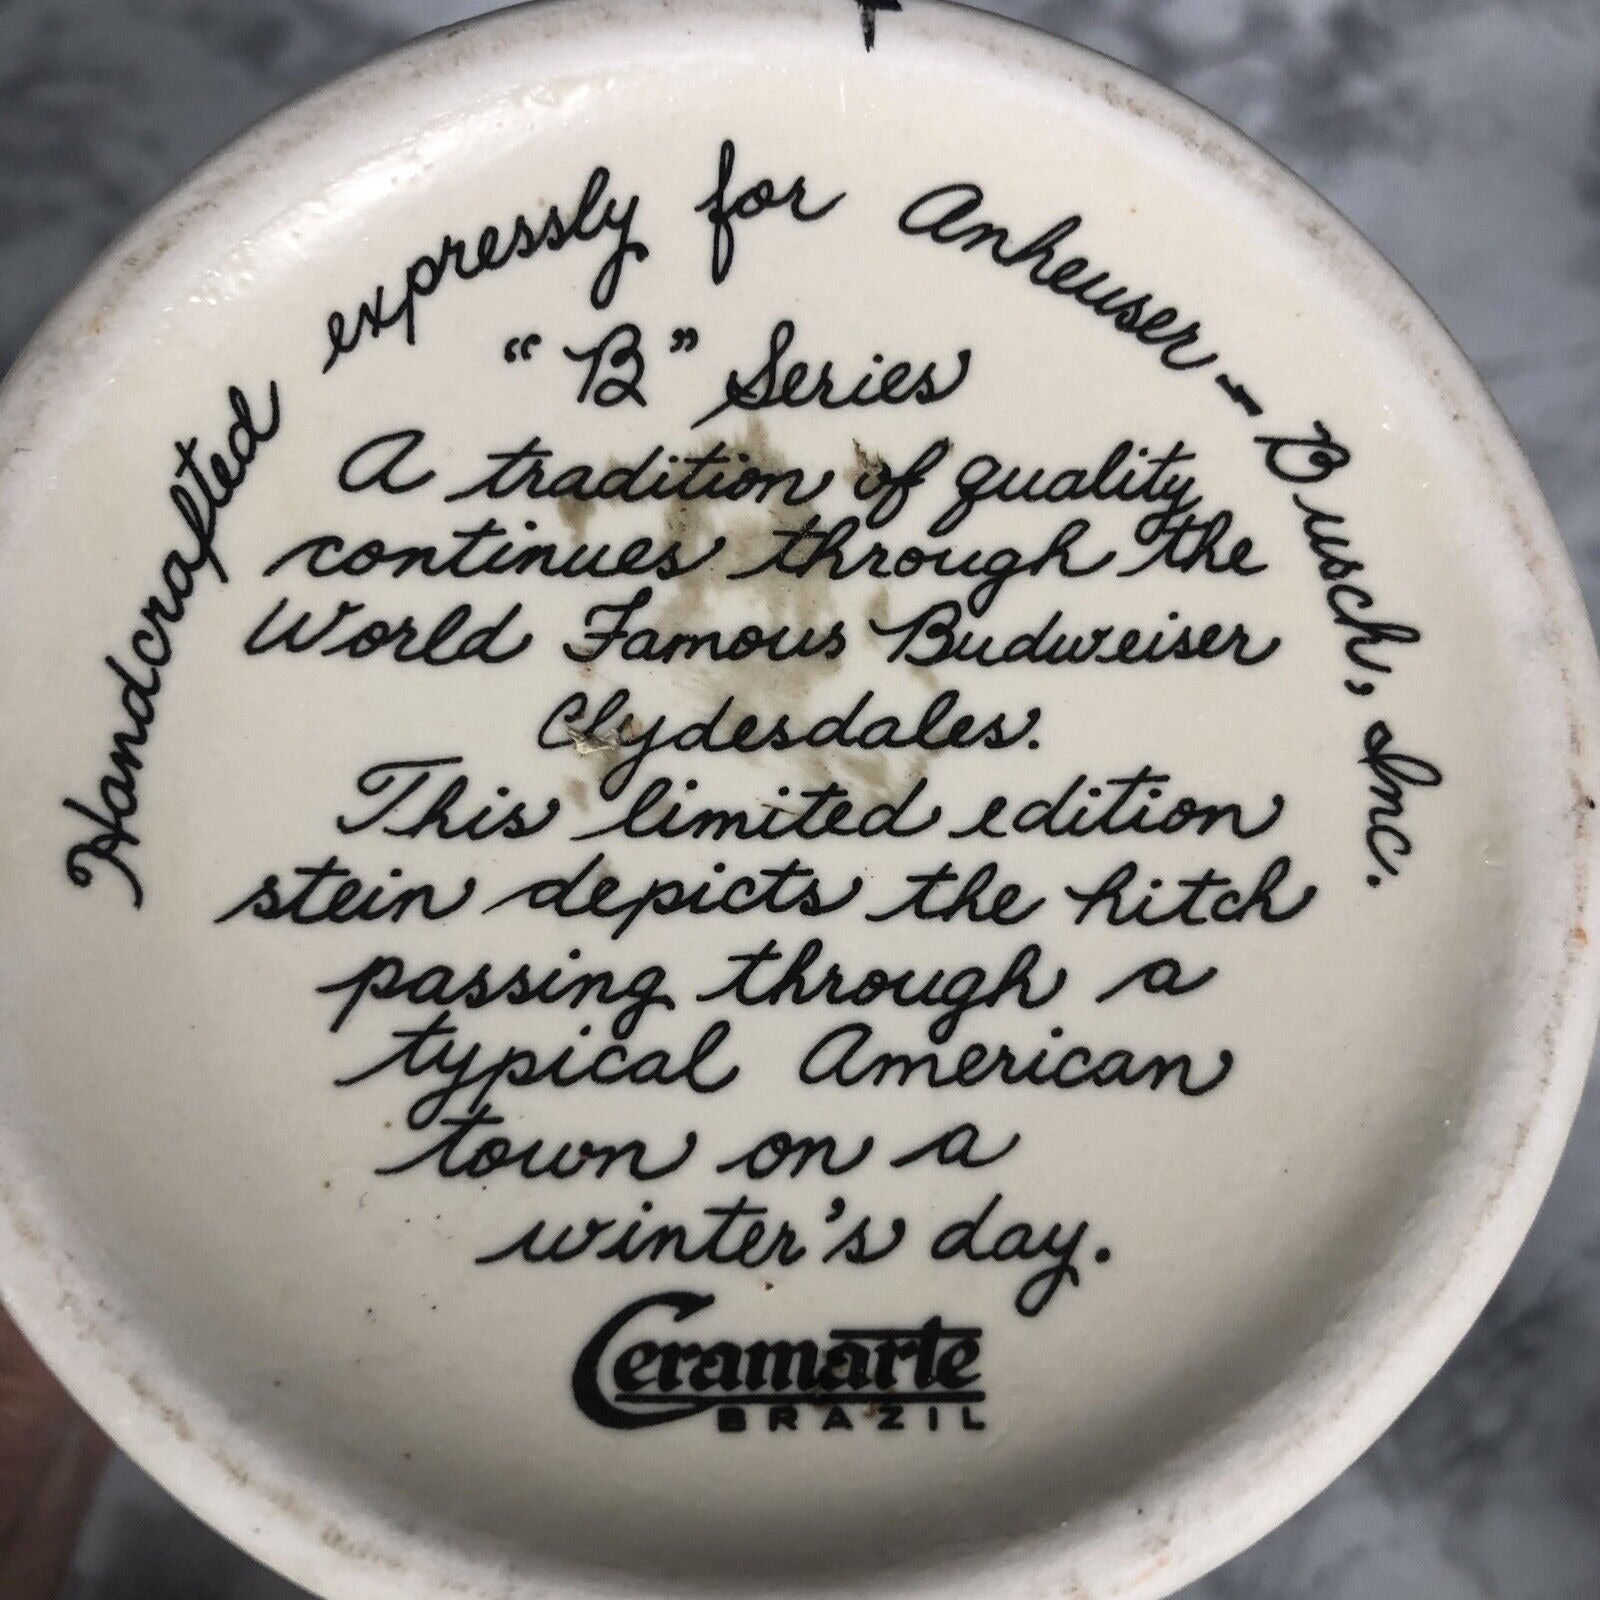 Handcrafted expressly for Anheuser-Busch, Inc.
"B" Series
A tradition of quality
continues through the
World Famous Budweiser
Clydesdales.
This limited edition
stein depicts the hitch
passing through a
typical American
town on a
winter's day.
Ceramarte
BRAZIL